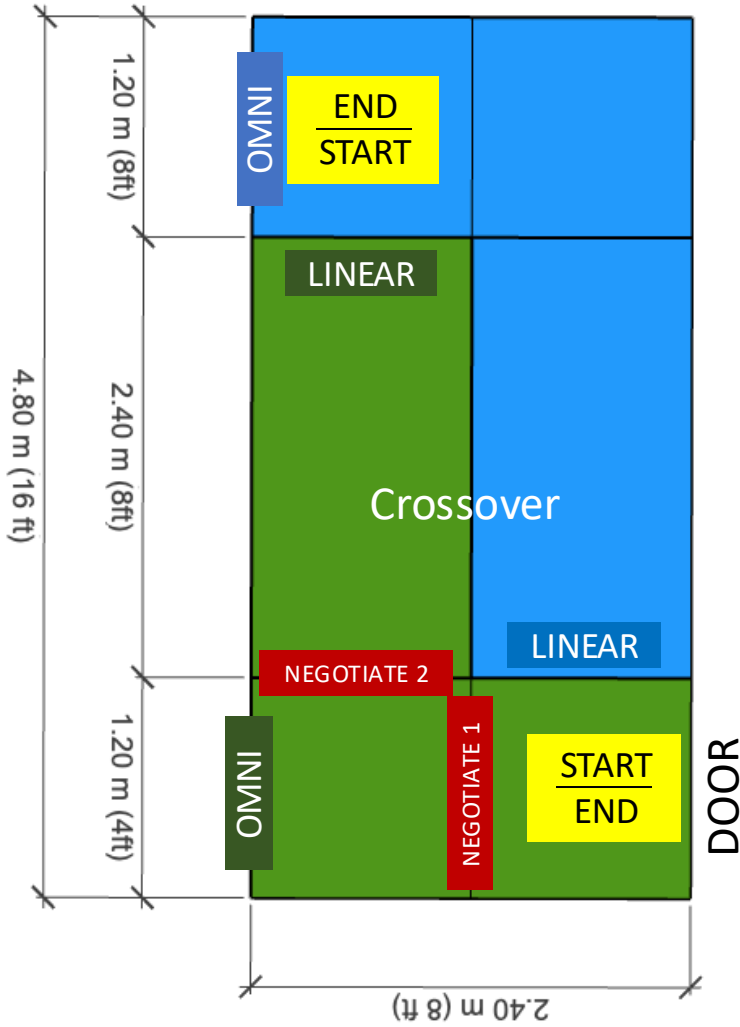 1.20 m (8ft)
OMNI
END
START
LINEAR
4.80 m (16 ft)
2.40 m (8ft)
Crossover
LINEAR
NEGOTIATE 2
1.20 m (4ft)
OMNI
NEGOTIATE 1
START
END
DOOR
2.40 m (8 ft)